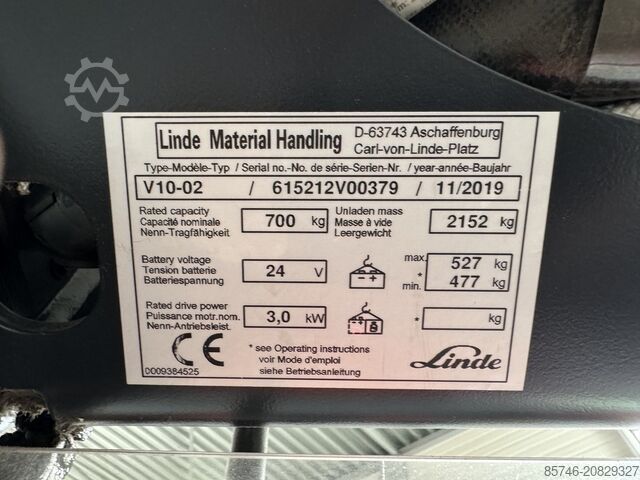 Linde Material Handling
D-63743 Aschaffenburg
Carl-von-Linde-Platz
Type-Modèle-Typ / Serial no.-No. de série-Serien-Nr. / year-année-Baujahr
V10-02 / 615212V00379 / 11/2019
Rated capacity
Capacité nominale
Nenn-Tragfähigkeit
700 kg
Unladen mass
Masse à vide
Leergewicht
2152 kg
Battery voltage
Tension batterie
Batteriespannung
24 V
max. 527 kg
*
min. 477 kg
Rated drive power
Puissance motr.nom.
Nenn-Antriebsleist.
3,0 kW
* kg
CE
0009384525
* see Operating instructions
voir Mode d'emploi
siehe Betriebsanleitung
Linde
85746-20829327